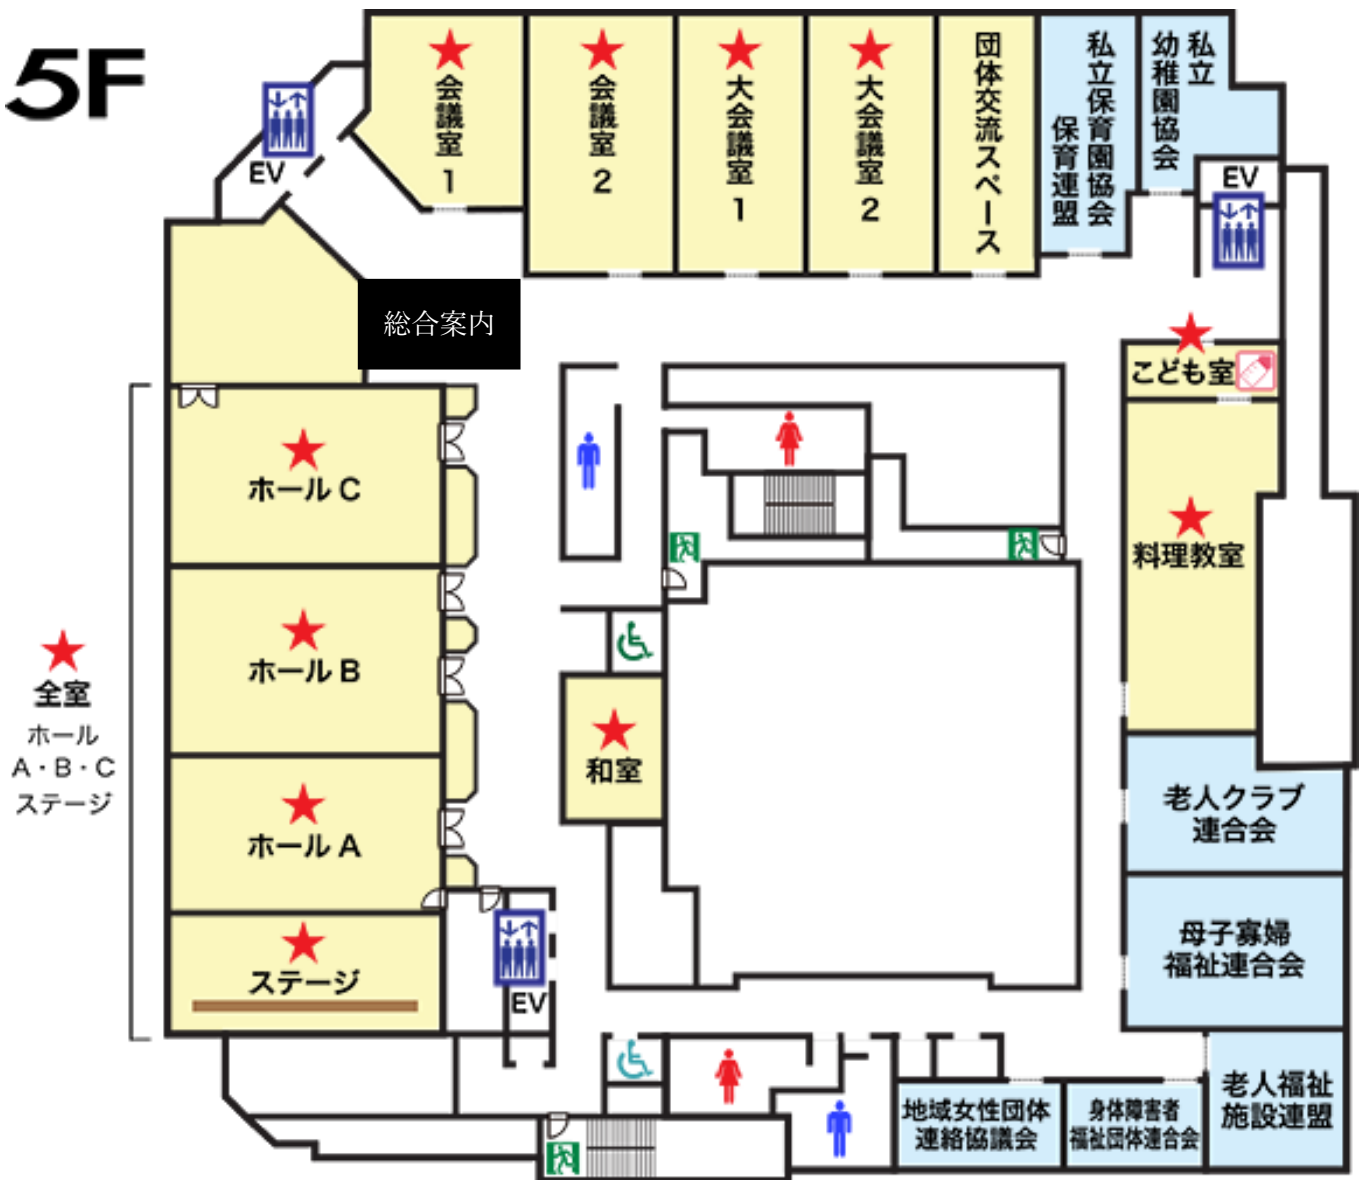 5F
会議室1
会議室2
大会議室1
大会議室2
団体交流スペース
私立保育園協会
保育連盟
私立
幼稚園協会
EV
EV
総合案内
こども室
ホール C
料理教室
ホール B
全室
ホール
A・B・C
ステージ
和室
ホール A
老人クラブ
連合会
母子寡婦
福祉連合会
ステージ
EV
地域女性団体
連絡協議会
身体障害者
福祉団体連合会
老人福祉
施設連盟